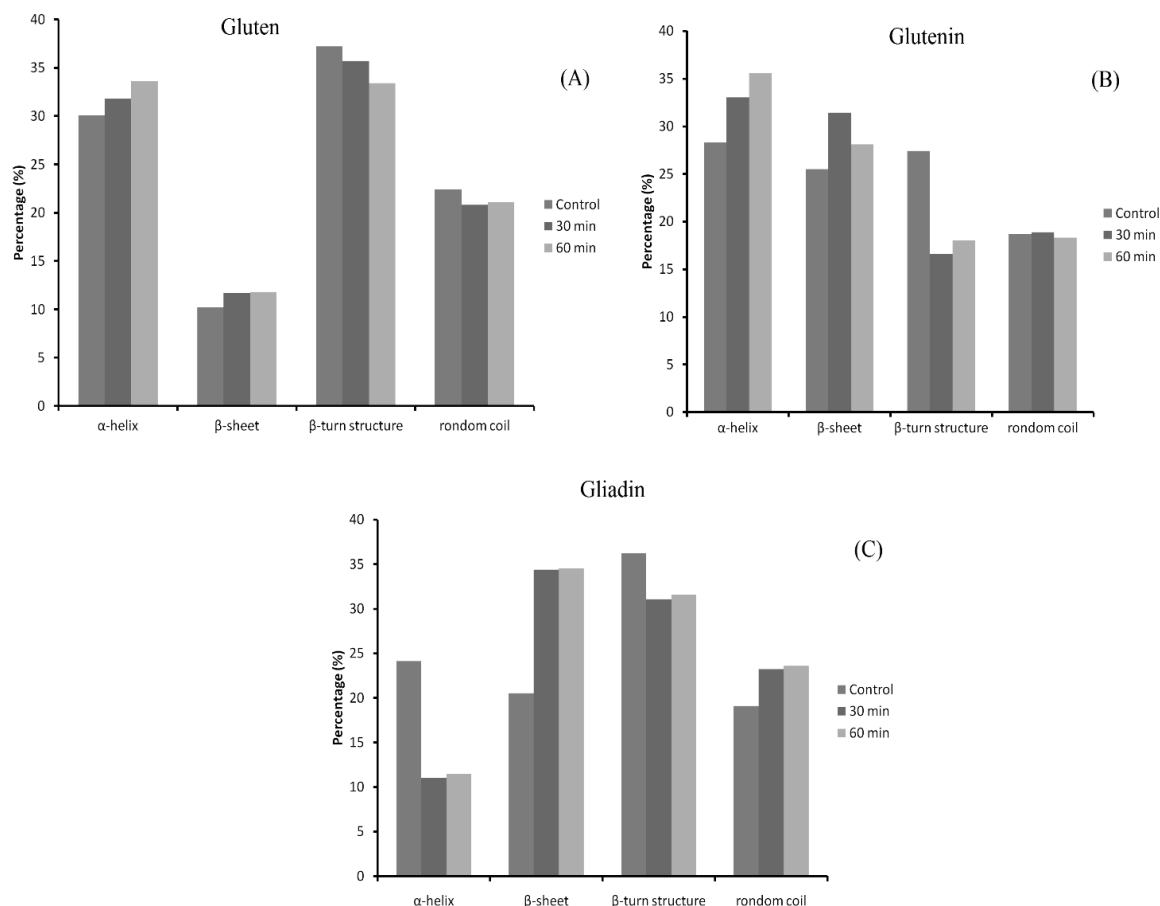 Gluten
(A)
Percentage (%)
40
35
30
25
20
15
10
5
0
α-helix
β-sheet
β-turn structure
rondom coil
Control
30 min
60 min
Glutenin
(B)
Percentage (%)
40
35
30
25
20
15
10
5
0
α-helix
β-sheet
β-turn structure
rondom coil
Control
30 min
60 min
Gliadin
(C)
Percentage (%)
40
35
30
25
20
15
10
5
0
α-helix
β-sheet
β-turn structure
rondom coil
Control
30 min
60 min